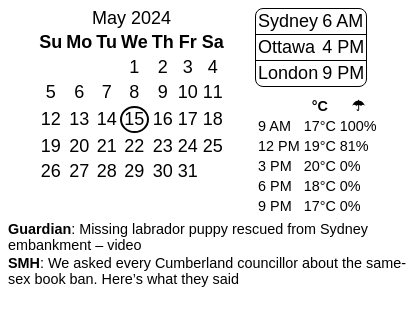 May 2024
Su Mo Tu We Th Fr Sa
1 2 3 4
5 6 7 8 9 10 11
12 13 14 15 16 17 18
19 20 21 22 23 24 25
26 27 28 29 30 31
Sydney 6 AM
Ottawa 4 PM
London 9 PM
°C ☂
9 AM 17°C 100%
12 PM 19°C 81%
3 PM 20°C 0%
6 PM 18°C 0%
9 PM 17°C 0%
Guardian: Missing labrador puppy rescued from Sydney
embankment – video
SMH: We asked every Cumberland councillor about the same-
sex book ban. Here’s what they said